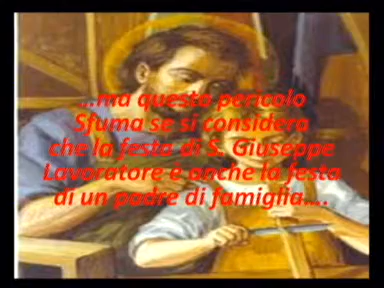 ...ma questo pericolo
Sfuma se si considera
che la festa di S. Giuseppe
Lavoratore è anche la festa
di un padre di famiglia....